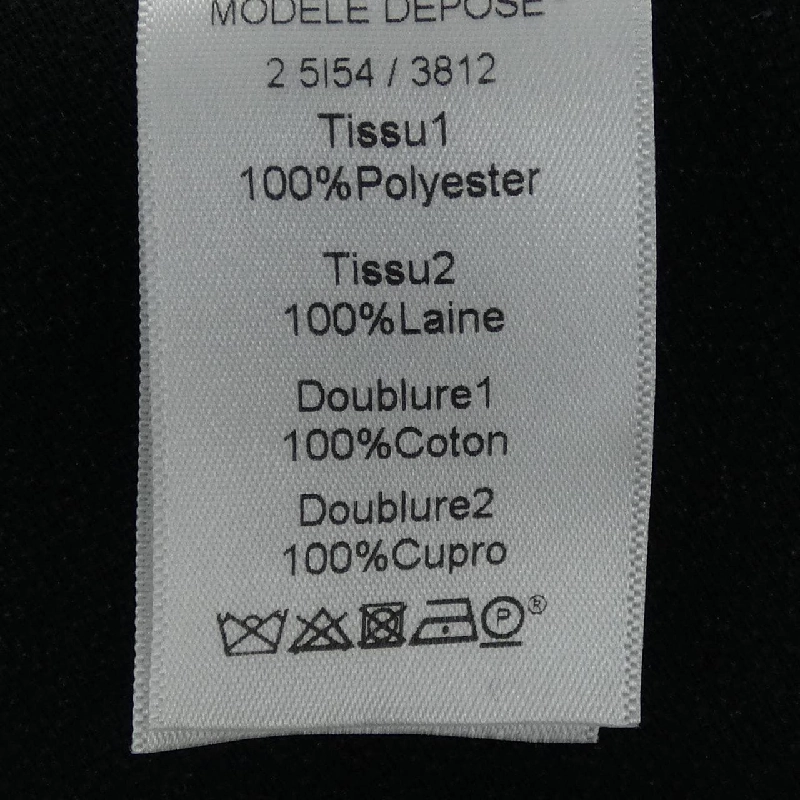 MODELE DEPOSE
2 5I54 / 3812
Tissu1
100%Polyester
Tissu2
100%Laine
Doublure1
100%Coton
Doublure2
100%Cupro
P ®